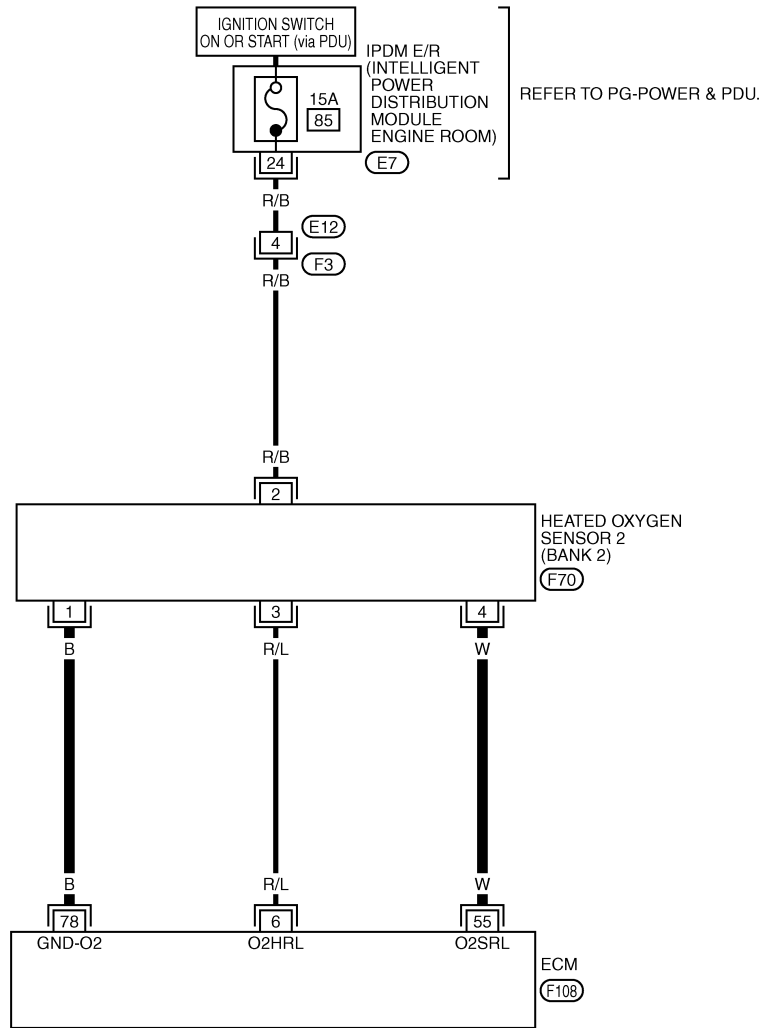 IGNITION SWITCH
ON OR START (via PDU)
IPDM E/R
(INTELLIGENT
POWER
DISTRIBUTION
MODULE
ENGINE ROOM)
15A
85
REFER TO PG-POWER & PDU.
24
E7
R/B
E12
4
F3
R/B
R/B
2
HEATED OXYGEN
SENSOR 2
(BANK 2)
F70
1
3
4
B
R/L
W
B
R/L
W
78
6
55
GND-O2
O2HRL
O2SRL
ECM
F108